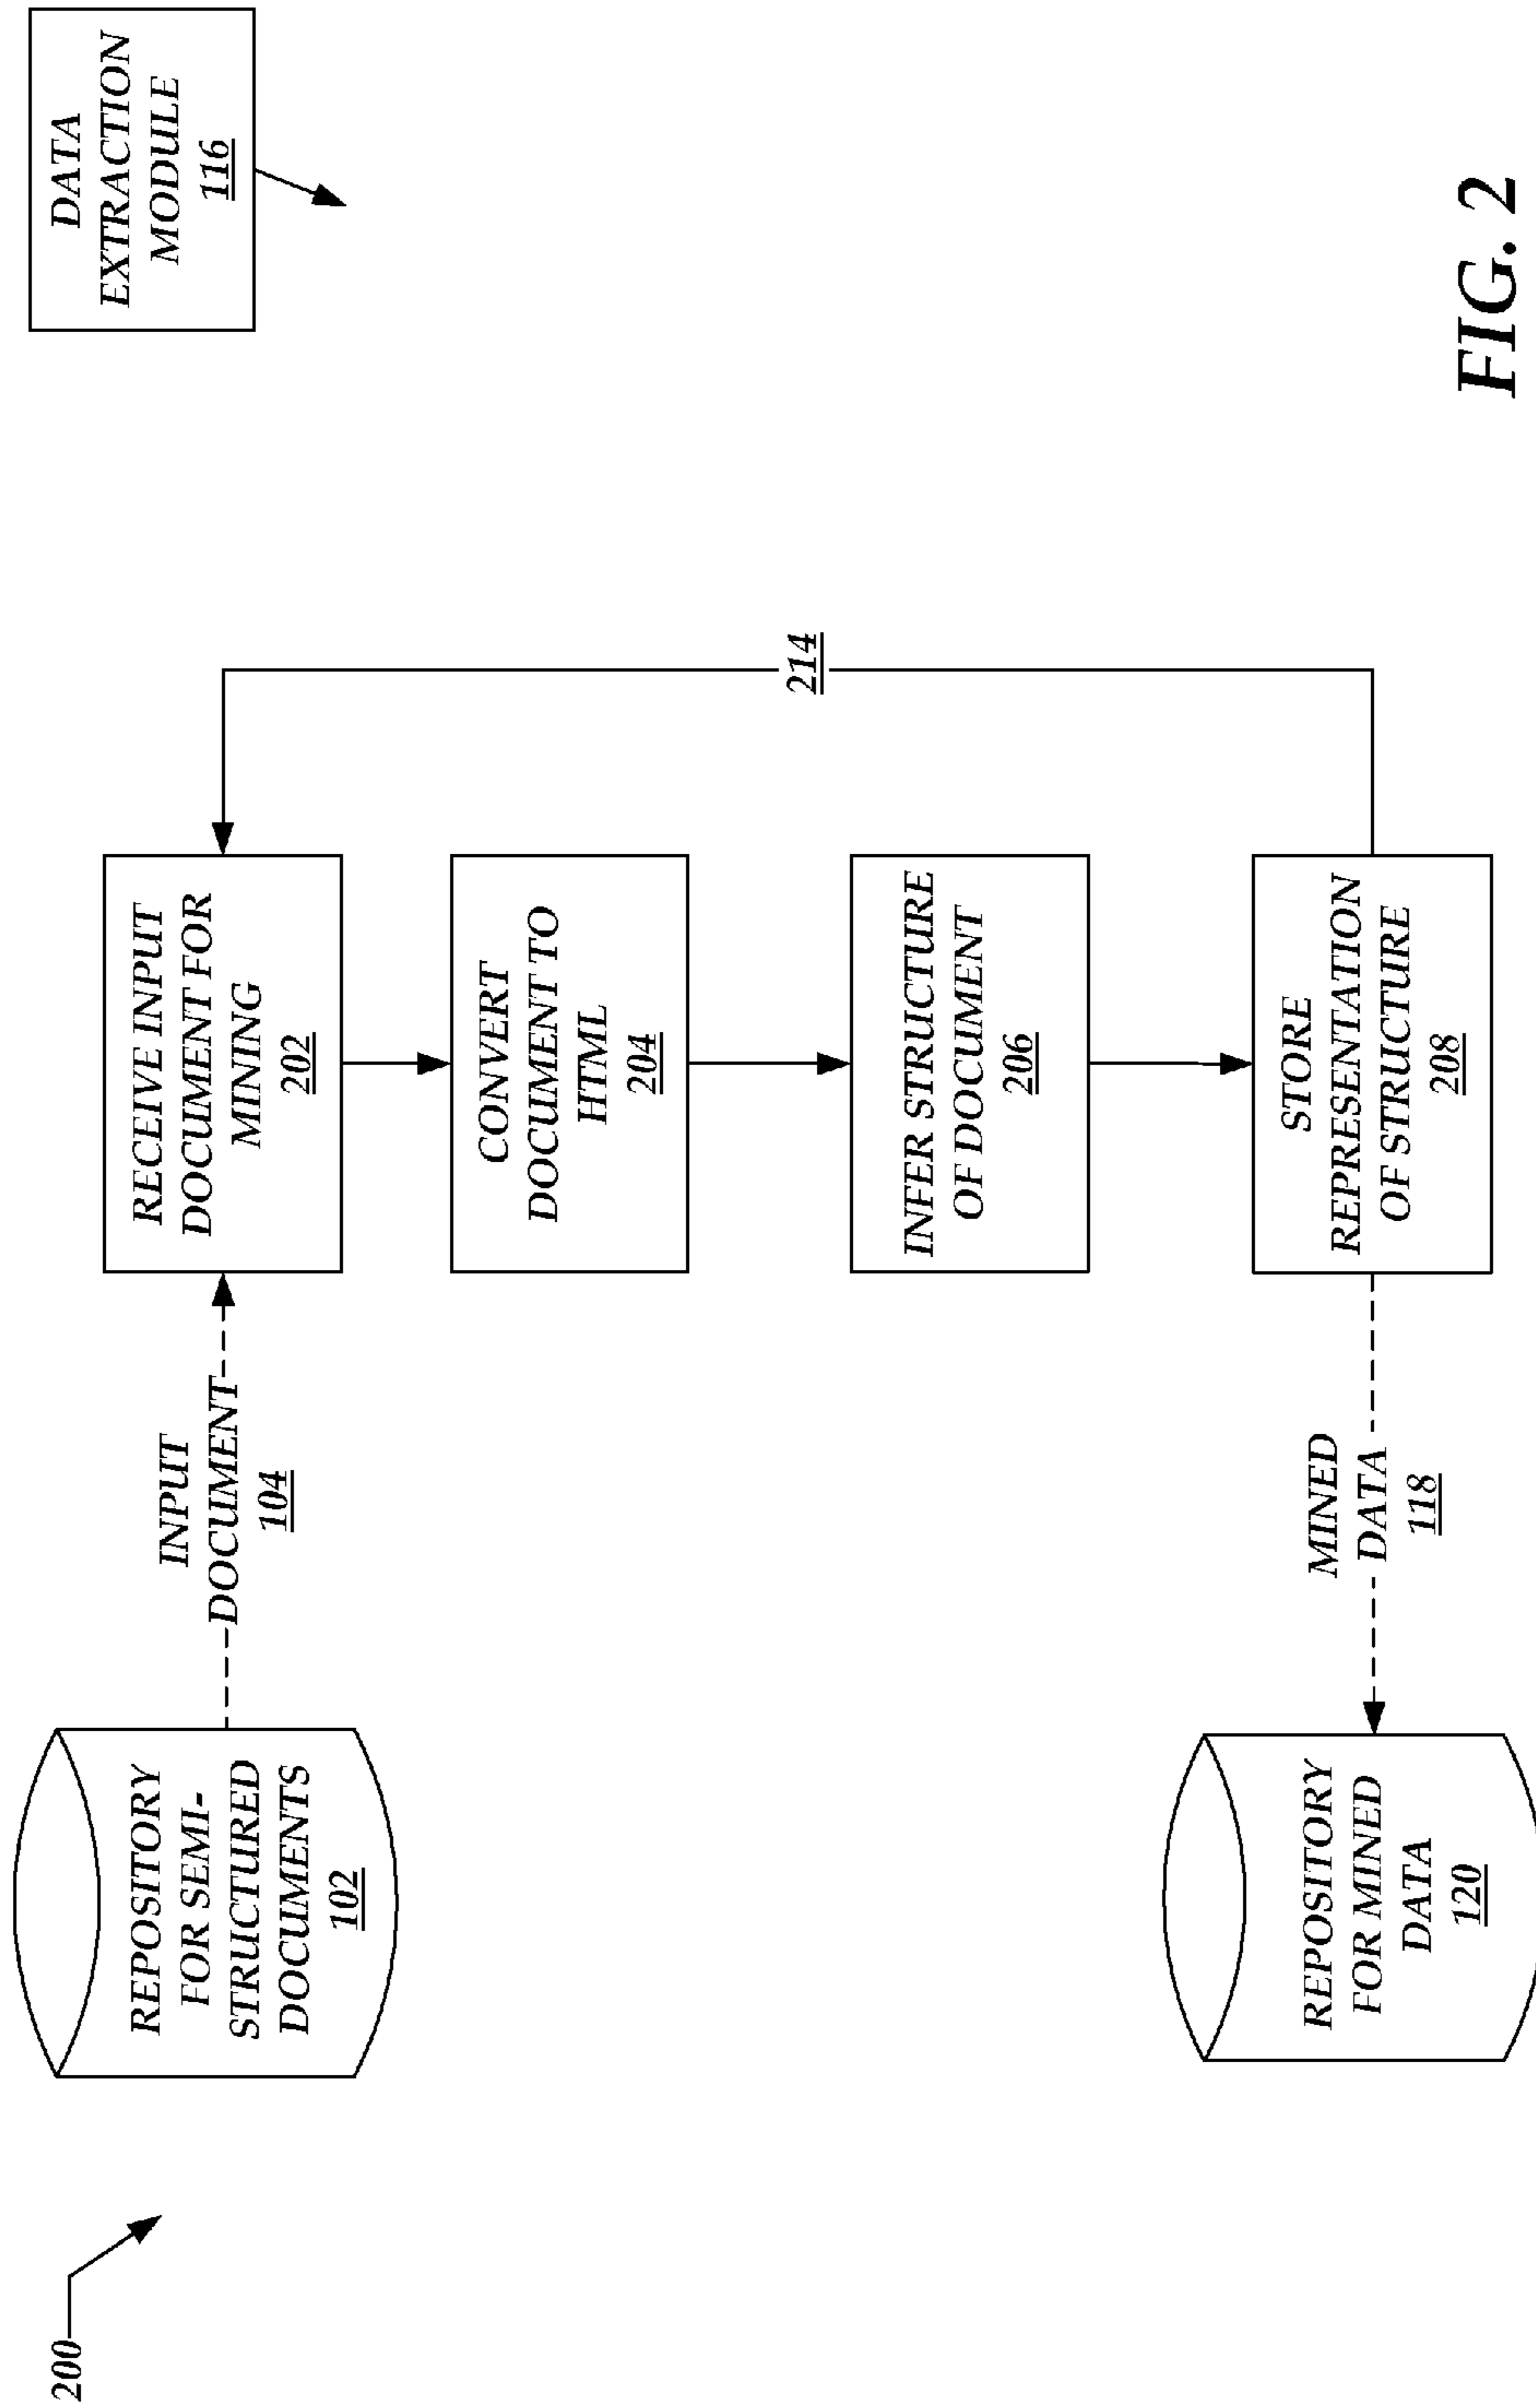 200
DATA
EXTRACTION
MODULE
116
REPOSITORY
FOR SEMI-
STRUCTURED
DOCUMENTS
102
INPUT
DOCUMENT
104
RECEIVE INPUT
DOCUMENT FOR
MINING
202
CONVERT
DOCUMENT TO
HTML
204
214
INFER STRUCTURE
OF DOCUMENT
206
REPOSITORY
FOR MINED
DATA
120
MINED
DATA
118
STORE
REPRESENTATION
OF STRUCTURE
208
FIG. 2